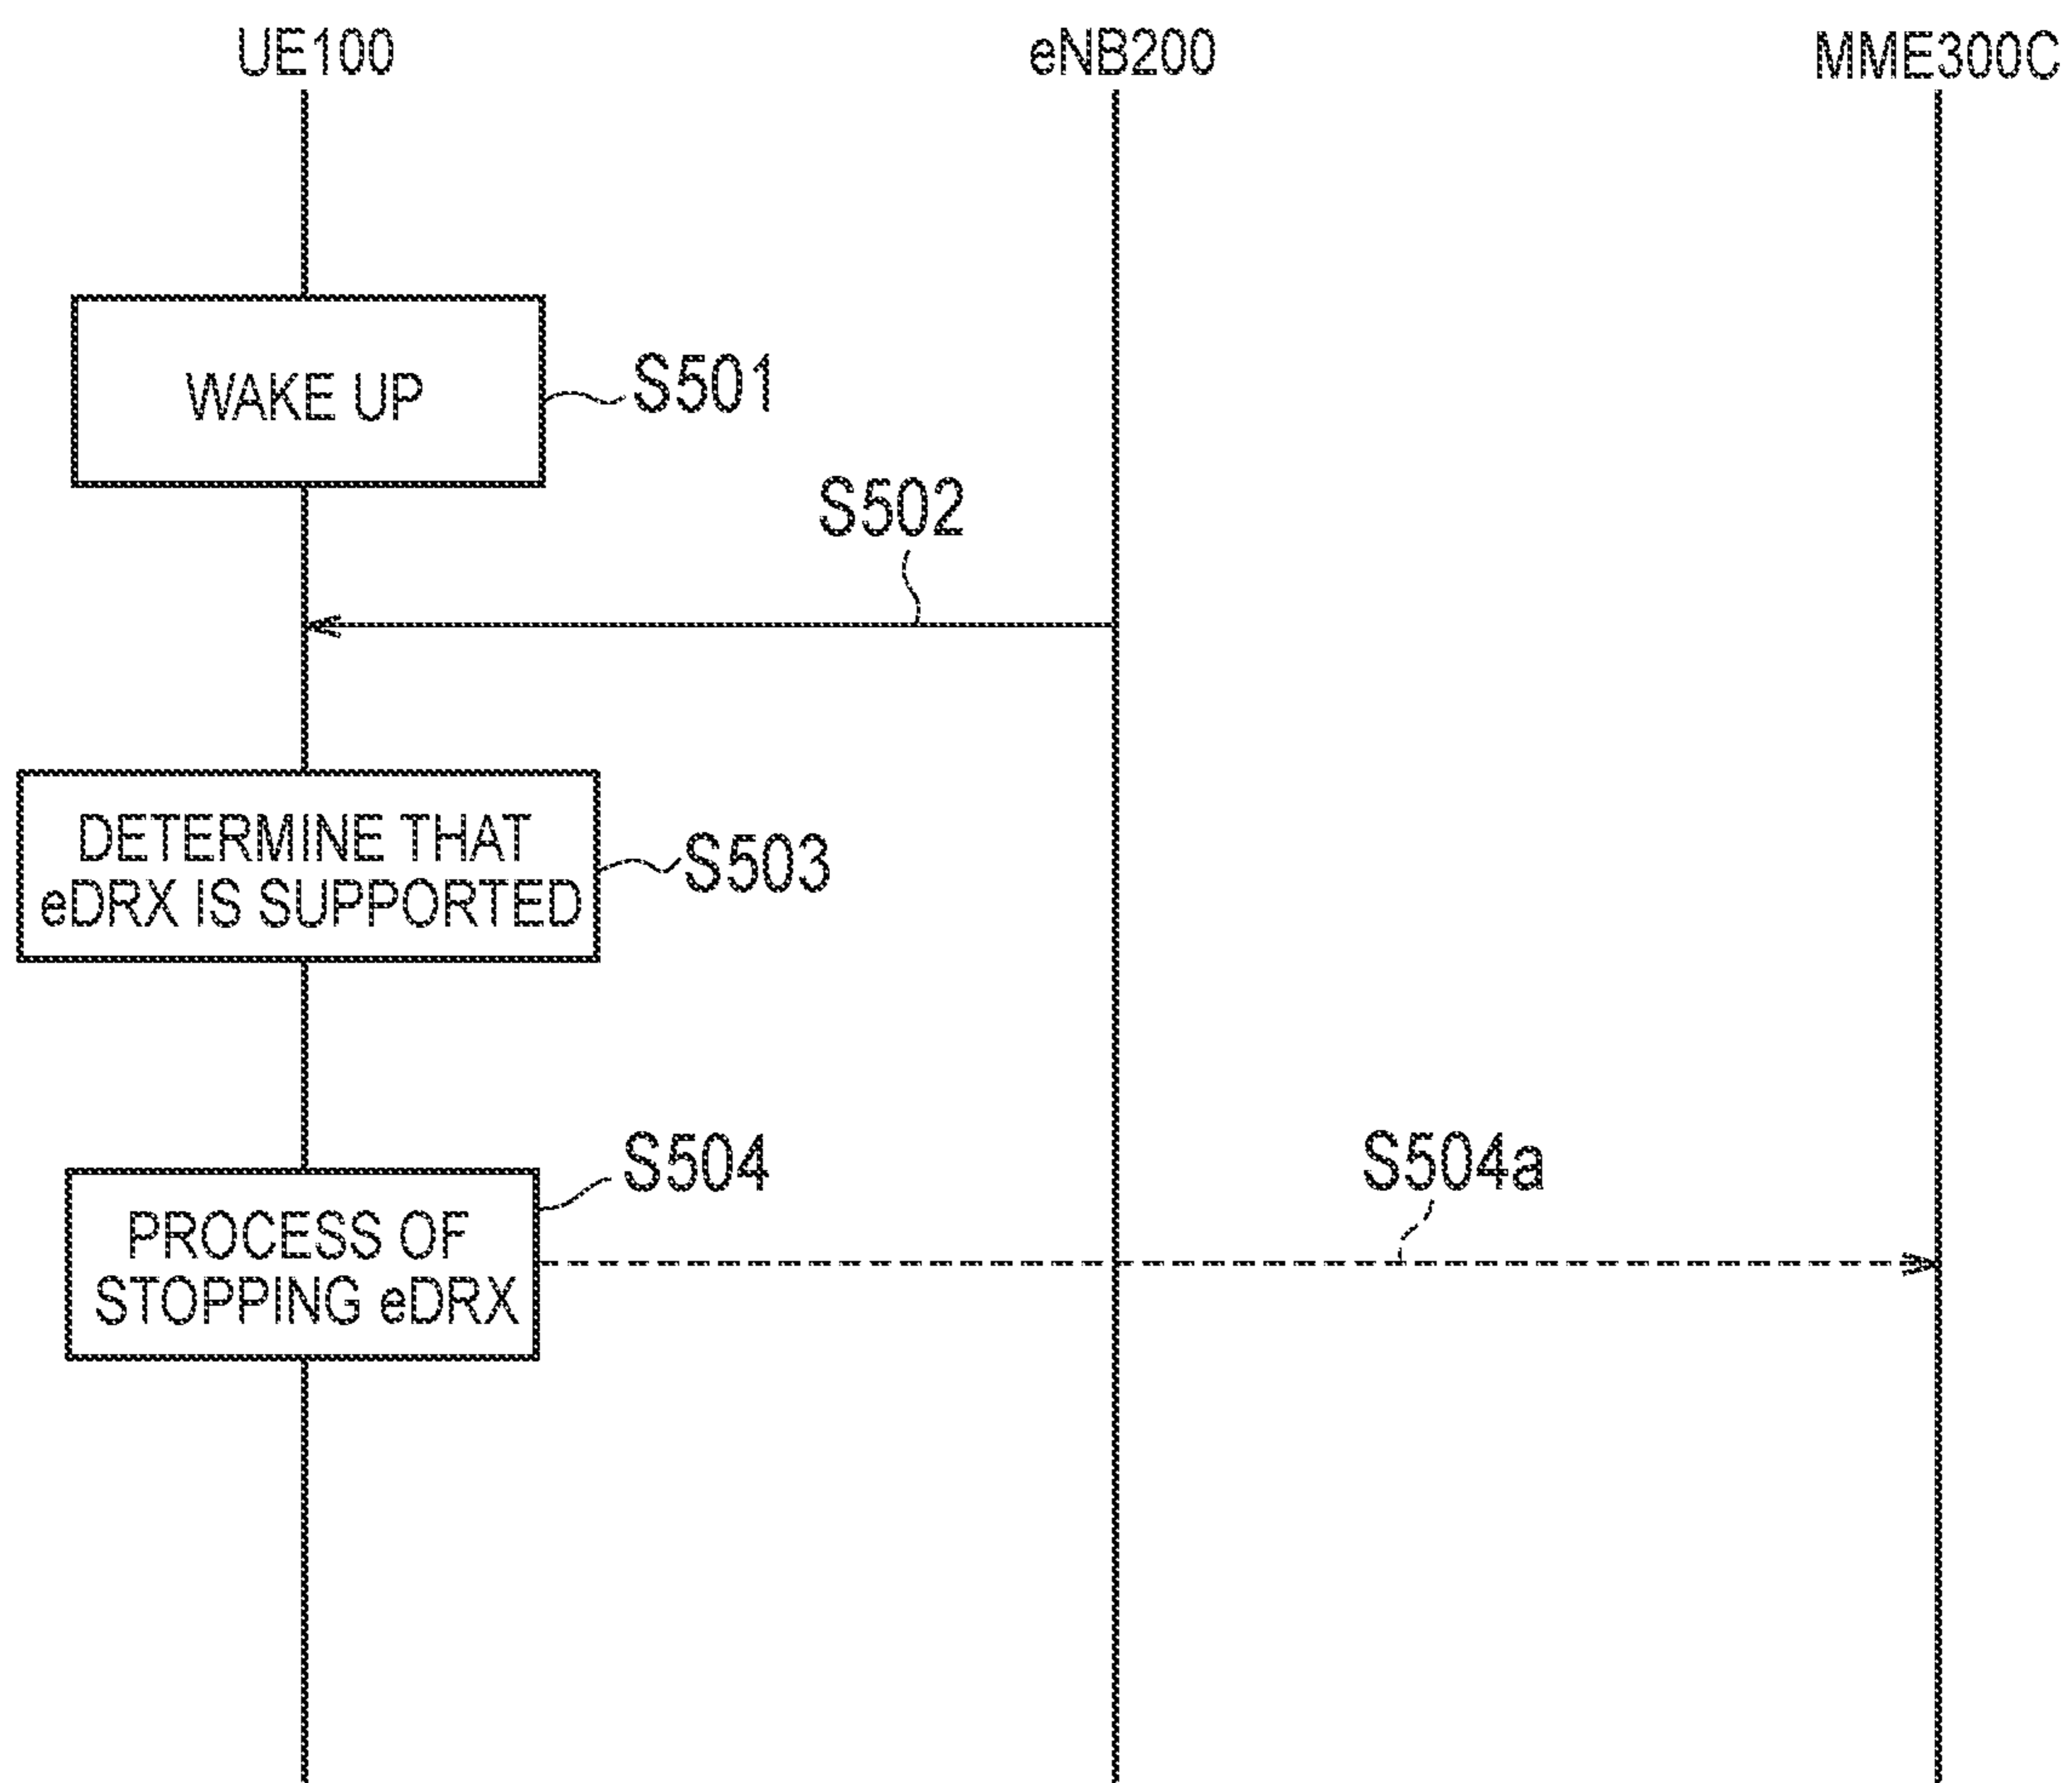 UE100
eNB200
MME300C
WAKE UP
S501
S502
DETERMINE THAT
eDRX IS SUPPORTED
S503
S504
S504a
PROCESS OF
STOPPING eDRX